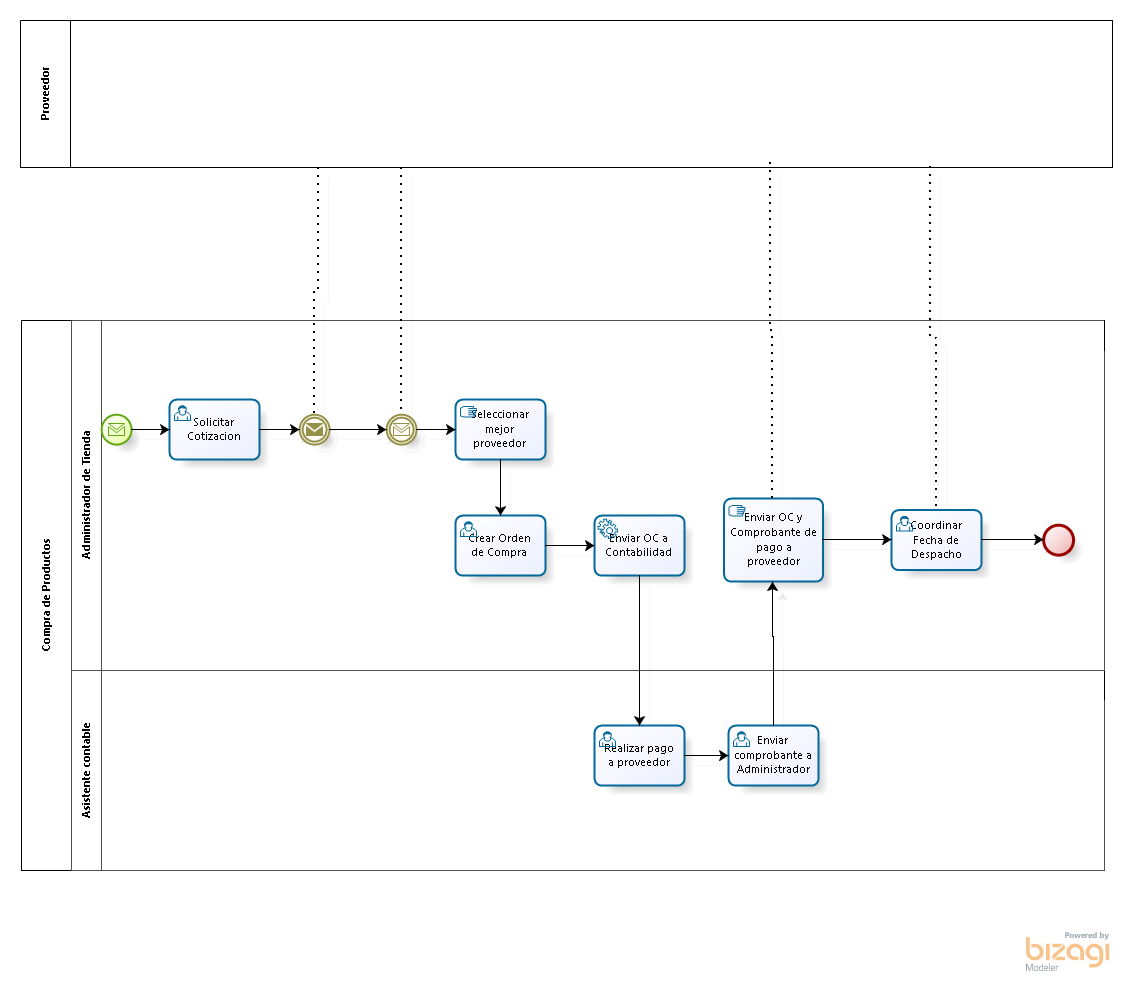 Proveedor
Compra de Productos
Administrador de Tienda
Solicitar
Cotizacion
Seleccionar
mejor
proveedor
Crear Orden
de Compra
Enviar OC a
Contabilidad
Enviar OC y
Comprobante de
pago a
proveedor
Coordinar
Fecha de
Despacho
Asistente contable
Realizar pago
a proveedor
Enviar
comprobante a
Administrador
Powered by
bizagi
Modeler